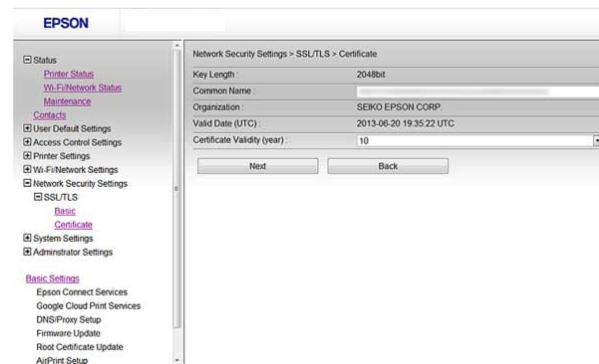 EPSON
Status
Printer Status
Wi-Fi/Network Status
Maintenance
Contacts
User Default Settings
Access Control Settings
Printer Settings
Wi-Fi/Network Settings
Network Security Settings
SSL/TLS
Basic
Certificate
System Settings
Adminstrator Settings
Basic Settings
Epson Connect Services
Google Cloud Print Services
DNS/Proxy Setup
Firmware Update
Root Certificate Update
AirPrint Setup
Network Security Settings > SSL/TLS > Certificate
Key Length : 2048bit
Common Name :
Organization : SEIKO EPSON CORP.
Valid Date (UTC) : 2013-06-20 19:35:22 UTC
Certificate Validity (year) : 10
Next Back